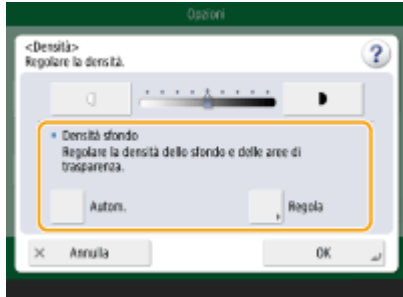 Opzioni
<Densità>
Regolare la densità.
?
• Densità sfondo
Regolare la densità dello sfondo e delle aree di
trasparenza.
Autom.
Regola
× Annulla
OK